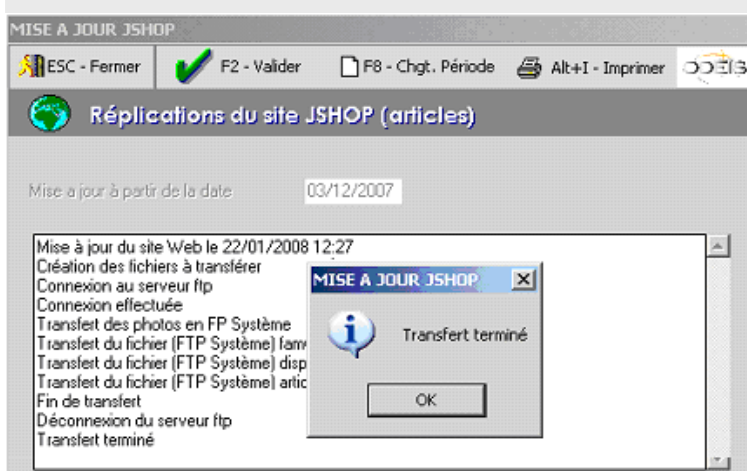 MISE A JOUR JSHOP
ESC - Fermer F2 - Valider F8 - Chgt. Période Alt+I - Imprimer
Réplications du site JSHOP (articles)
Mise a jour à partir de la date 03/12/2007
Mise à jour du site Web le 22/01/2008 12:27
Création des fichiers à transférer
Connexion au serveur ftp
Connexion effectuée
Transfert des photos en FP Système
Transfert du fichier (FTP Système)
Transfert du fichier (FTP Système) disp
Transfert du fichier (FTP Système) artic
Fin de transfert
Déconnexion du serveur ftp
Transfert terminé
MISE A JOUR JSHOP
Transfert terminé
OK